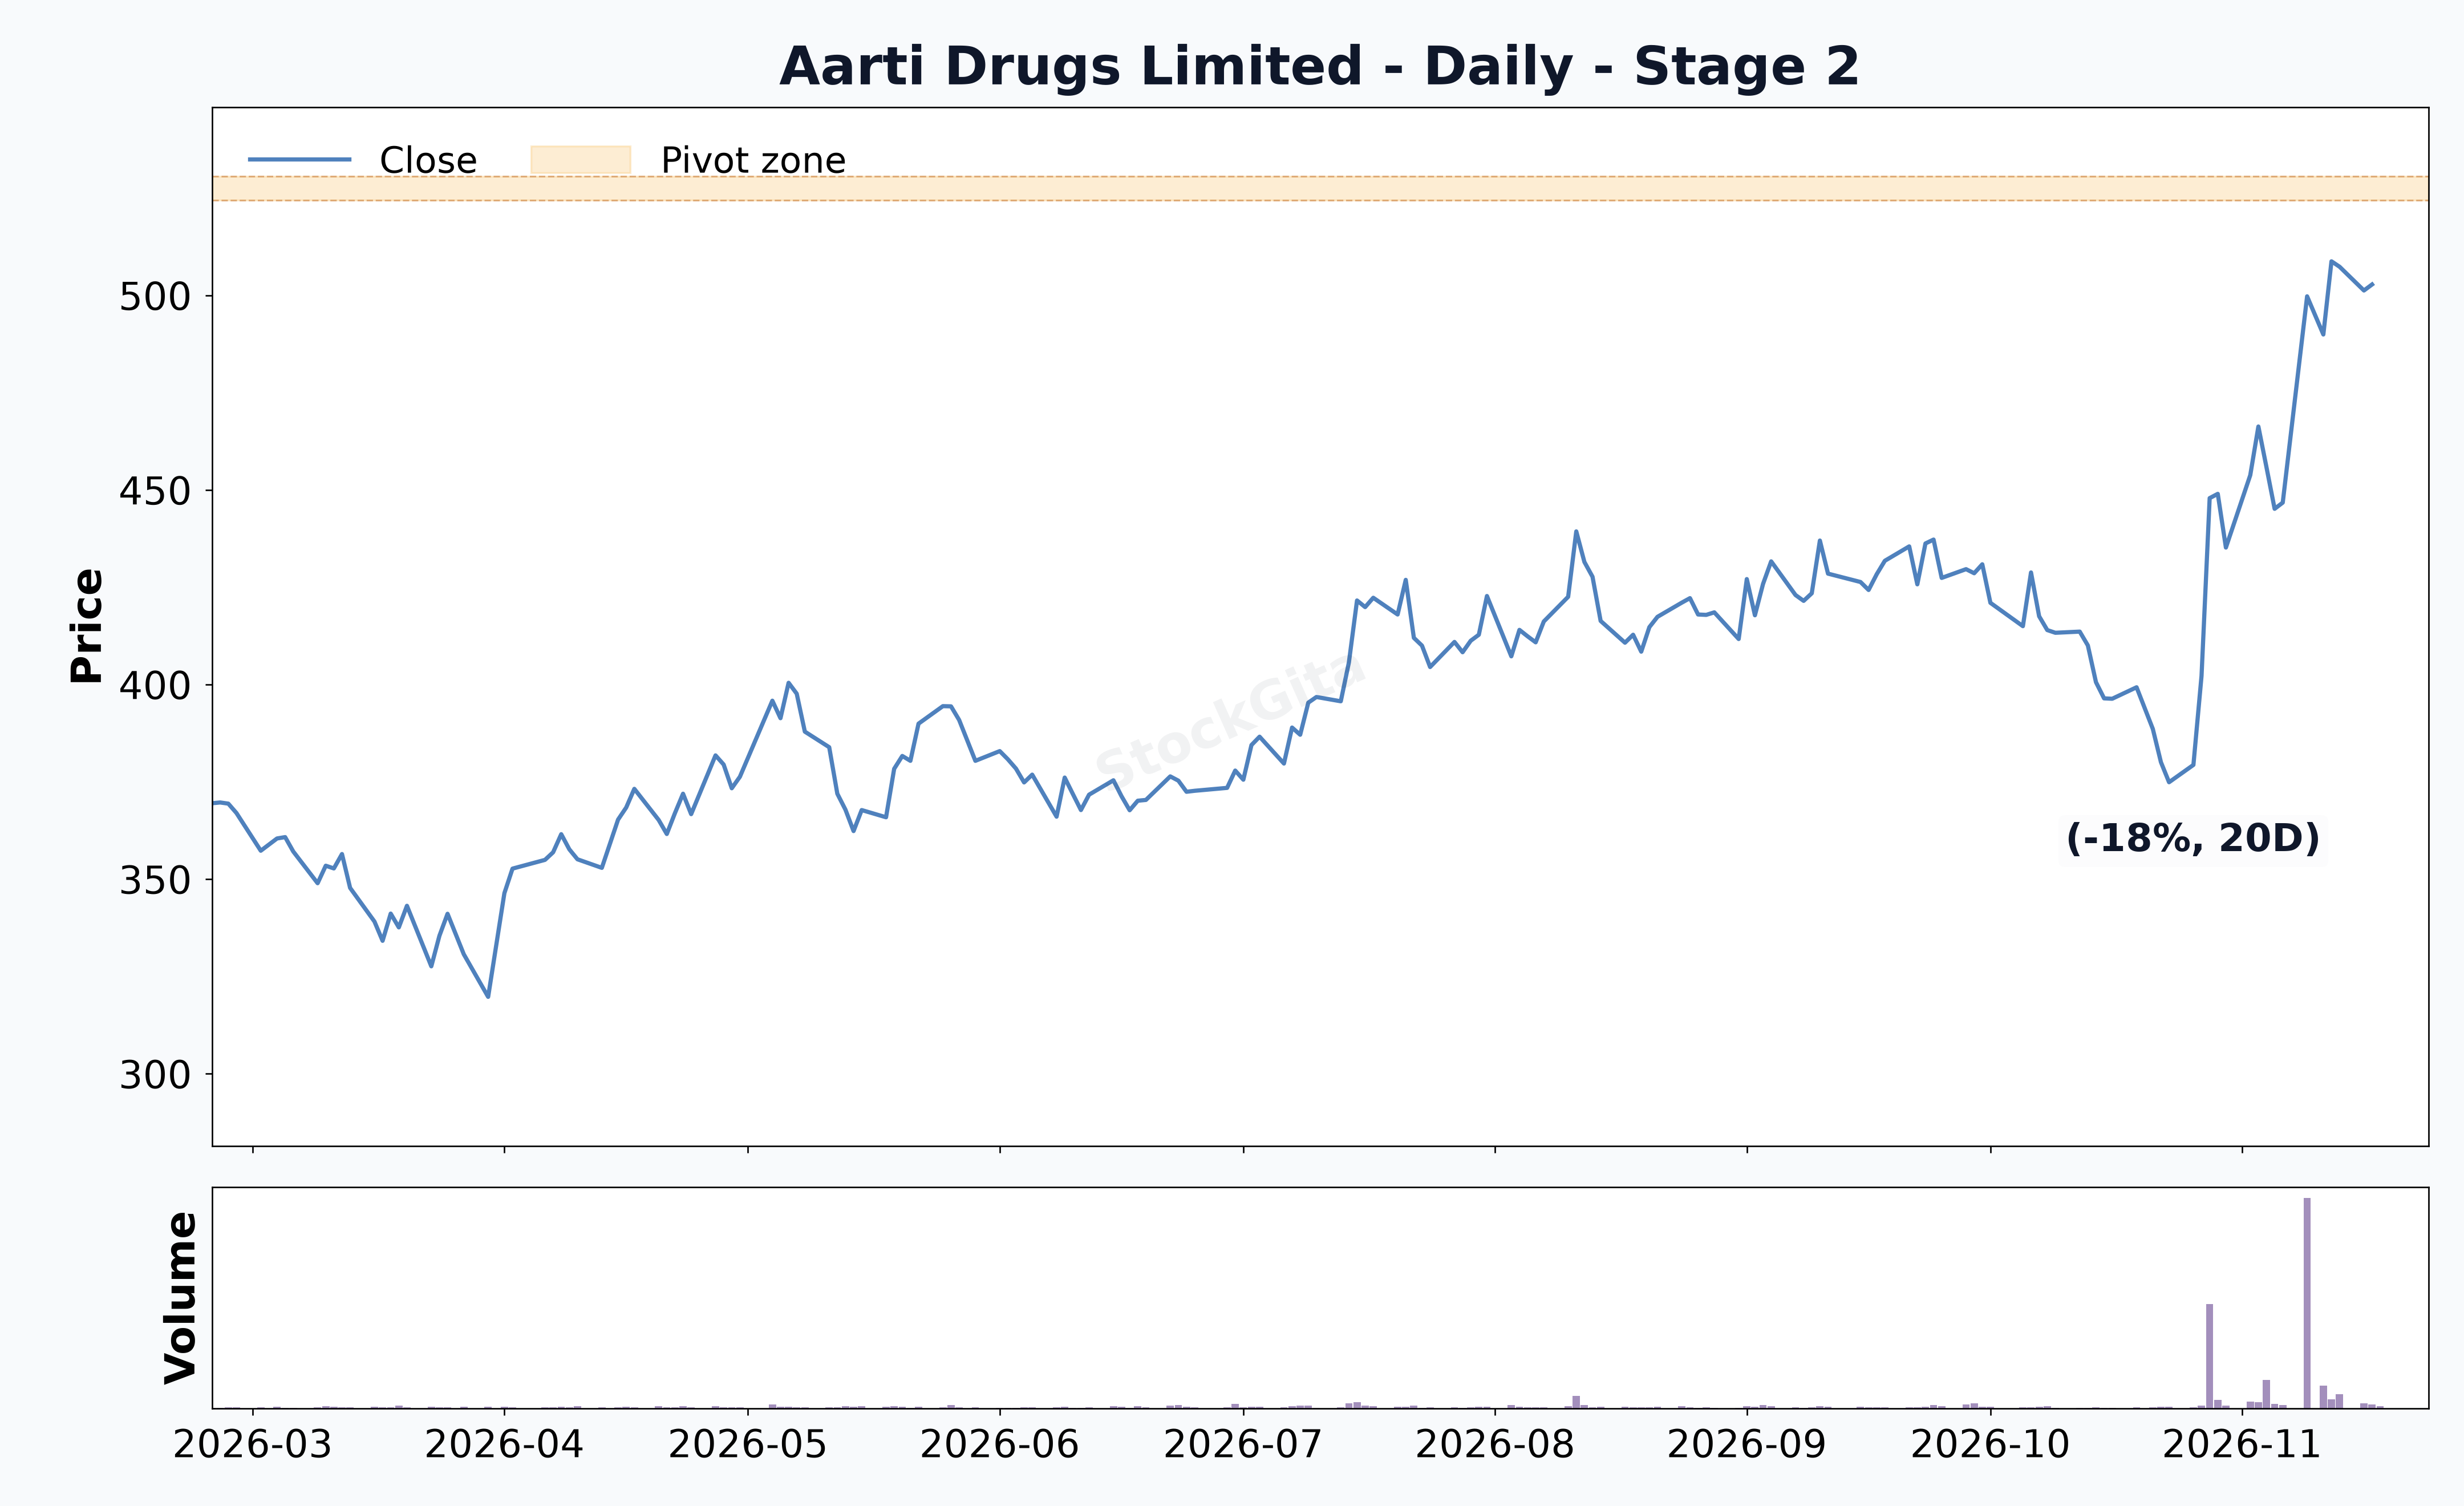 Aarti Drugs Limited - Daily - Stage 2
Close
Pivot zone
500
450
400
350
300
Price
StockGita
(-18%, 20D)
Volume
2026-03
2026-04
2026-05
2026-06
2026-07
2026-08
2026-09
2026-10
2026-11